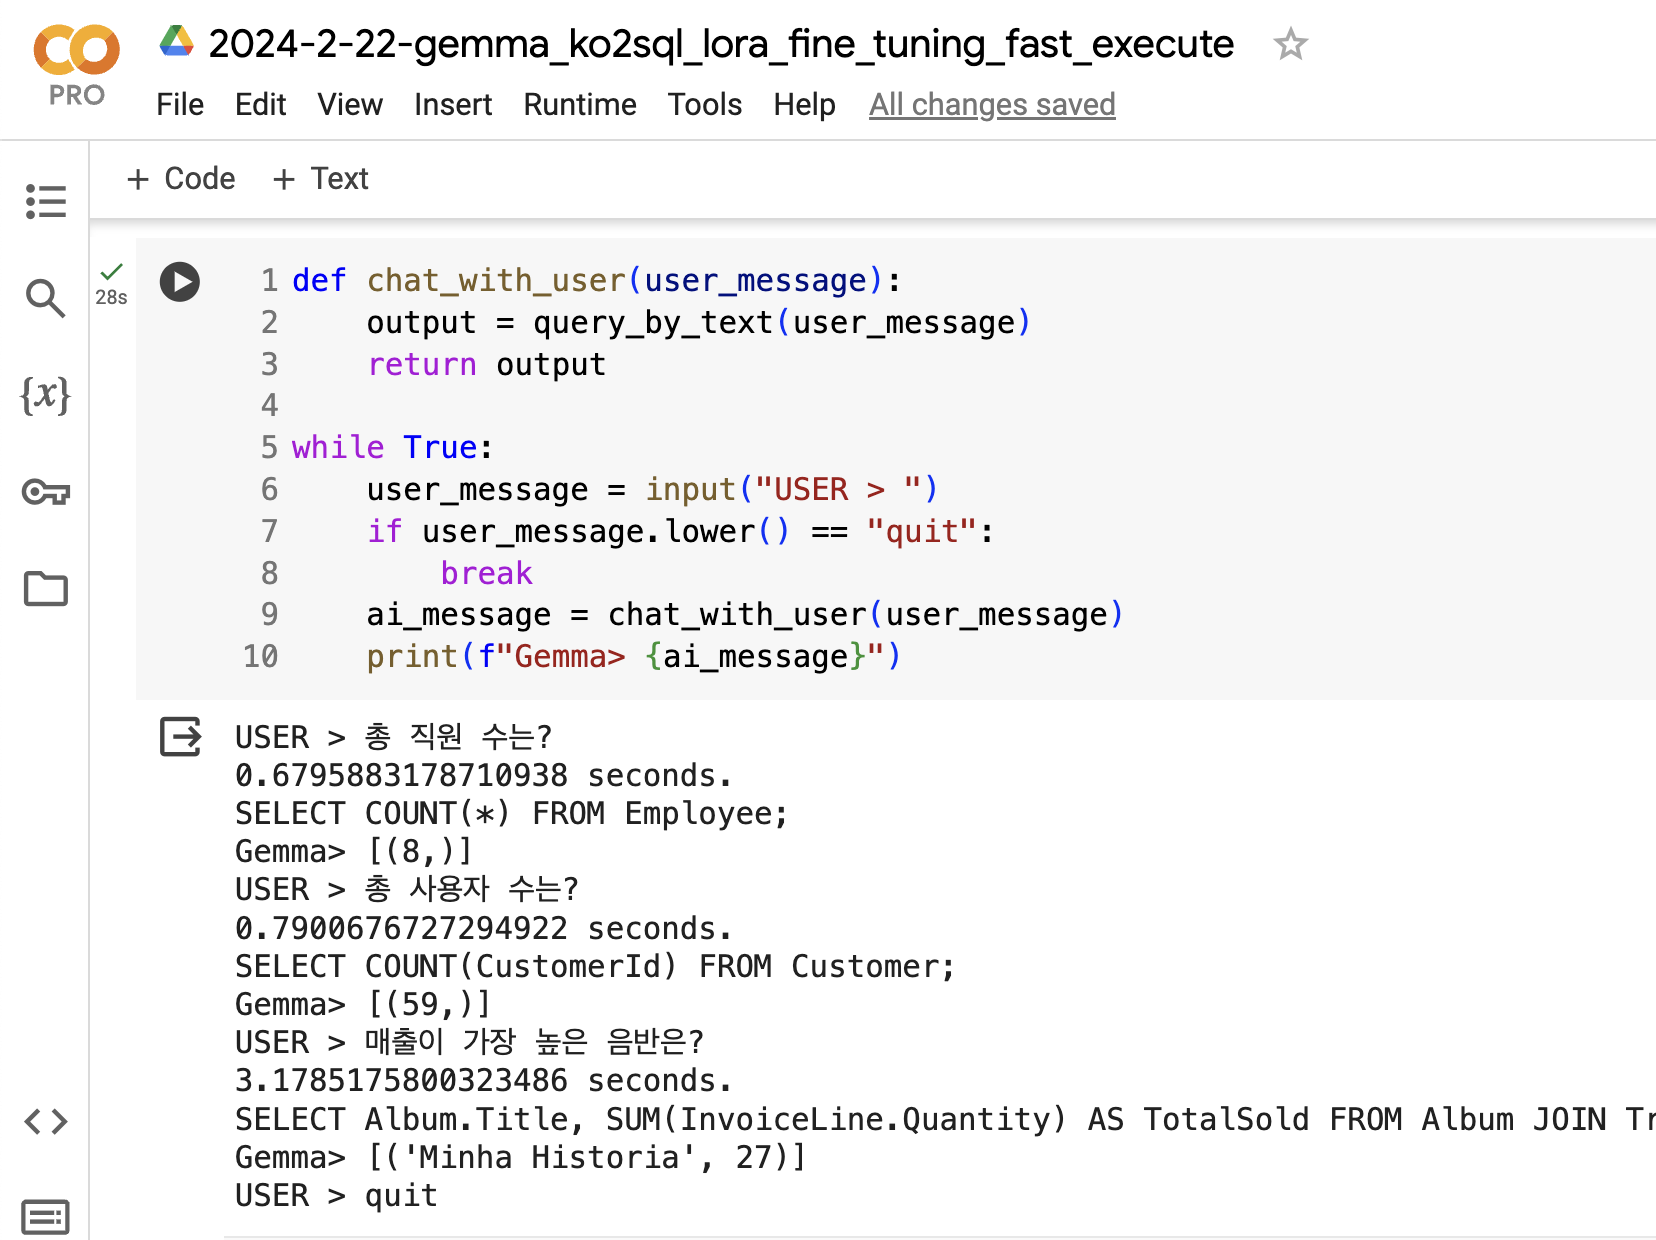 2024-2-22-gemma_ko2sql_lora_fine_tuning_fast_execute
PRO
File Edit View Insert Runtime Tools Help All changes saved
+ Code + Text
28s
1 def chat_with_user(user_message):
2     output = query_by_text(user_message)
3     return output
4
5 while True:
6     user_message = input("USER > ")
7     if user_message.lower() == "quit":
8         break
9     ai_message = chat_with_user(user_message)
10     print(f"Gemma> {ai_message}")
{x}
USER > 총 직원 수는?
0.6795883178710938 seconds.
SELECT COUNT(*) FROM Employee;
Gemma> [(8,)]
USER > 총 사용자 수는?
0.7900676727294922 seconds.
SELECT COUNT(CustomerId) FROM Customer;
Gemma> [(59,)]
USER > 매출이 가장 높은 음반은?
3.1785175800323486 seconds.
SELECT Album.Title, SUM(InvoiceLine.Quantity) AS TotalSold FROM Album JOIN Tr
Gemma> [('Minha Historia', 27)]
USER > quit